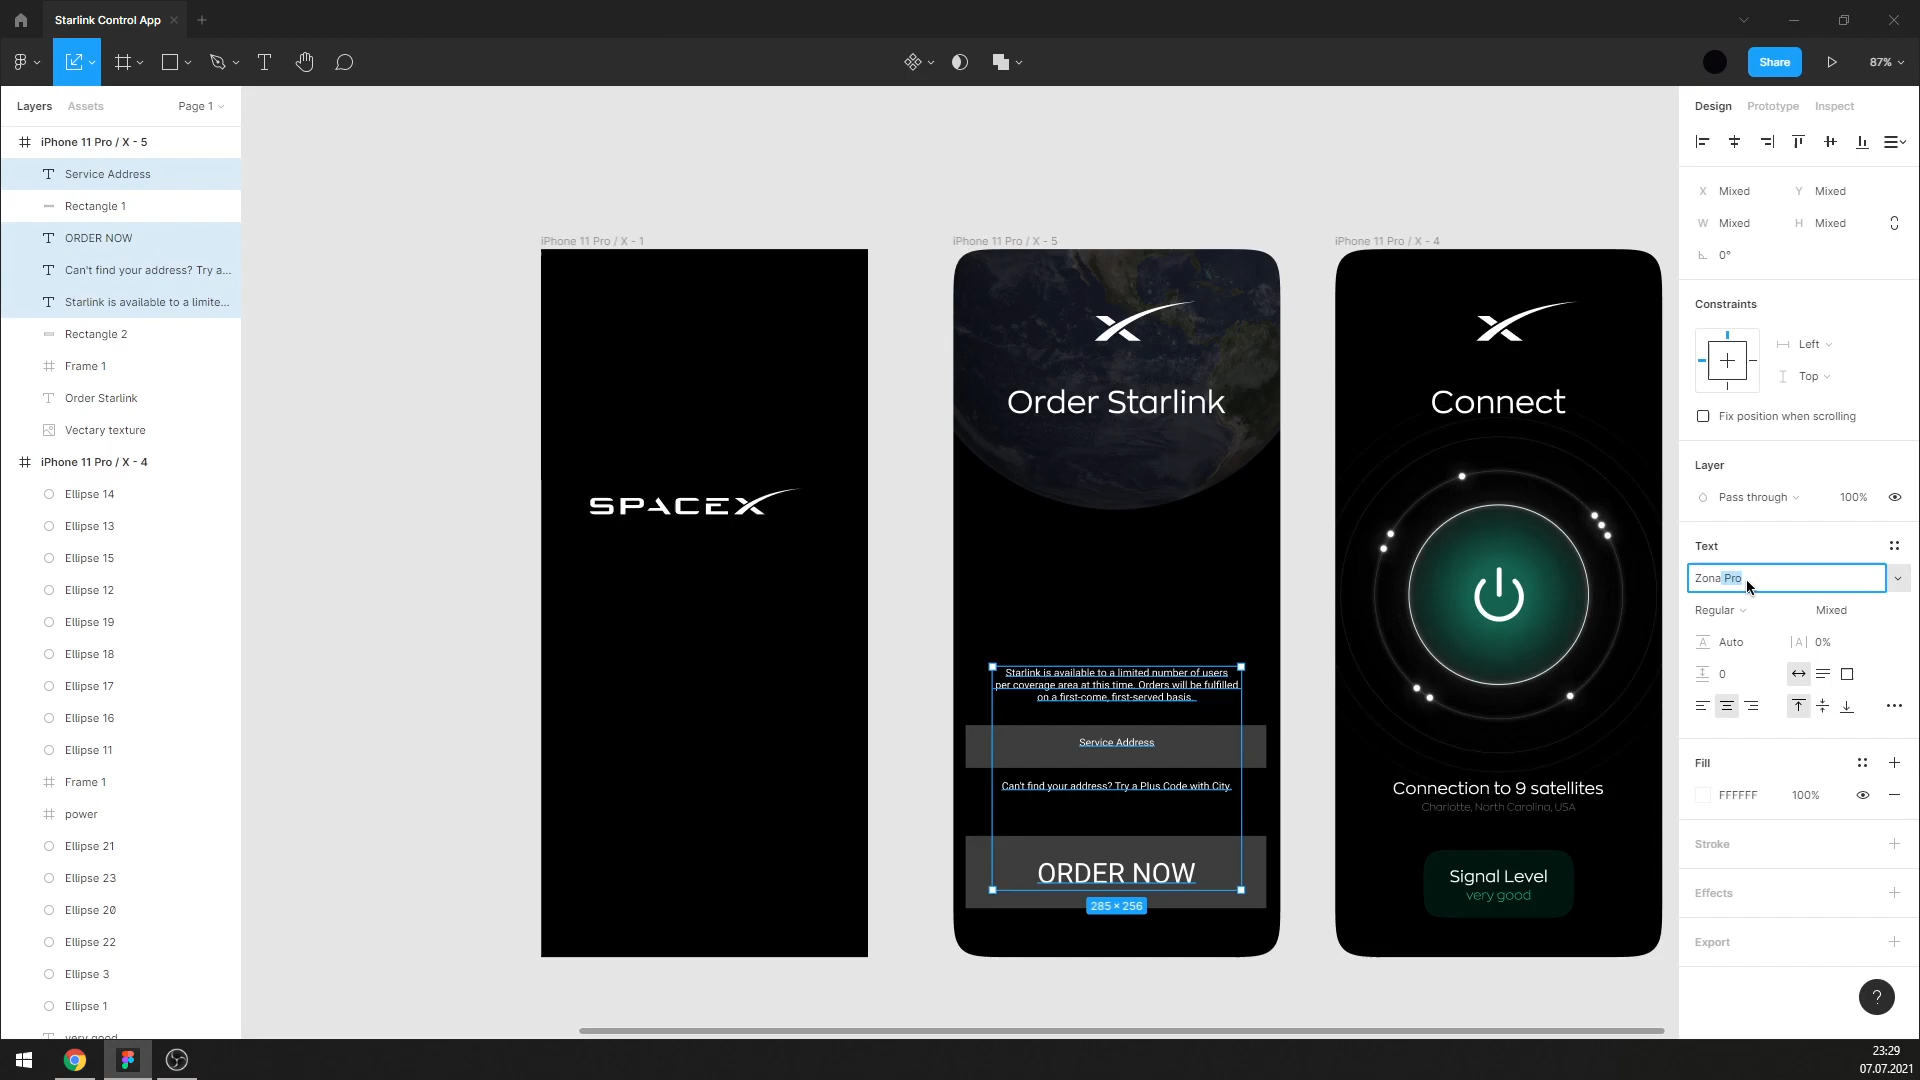 Starlink Control App
Share
87%
Layers
Assets
Page 1
iPhone 11 Pro / X - 5
Service Address
Rectangle 1
ORDER NOW
Can't find your address? Try a...
Starlink is available to a limite...
Rectangle 2
Frame 1
Order Starlink
Vectary texture
iPhone 11 Pro / X - 4
Ellipse 14
Ellipse 13
Ellipse 15
Ellipse 12
Ellipse 19
Ellipse 18
Ellipse 17
Ellipse 16
Ellipse 11
Frame 1
power
Ellipse 21
Ellipse 23
Ellipse 20
Ellipse 22
Ellipse 3
Ellipse 1
very good
iPhone 11 Pro / X - 1
SPACEX
iPhone 11 Pro / X - 5
Order Starlink
Starlink is available to a limited number of users
per coverage area at this time. Orders will be fulfilled
on a first-come, first-served basis.
Service Address
Can't find your address? Try a Plus Code with City.
ORDER NOW
285 × 256
iPhone 11 Pro / X - 4
X
Connect
Connection to 9 satellites
Charlotte, North Carolina, USA
Signal Level
very good
Design
Prototype
Inspect
X Mixed
Y Mixed
W Mixed
H Mixed
0°
Constraints
Left
Top
Fix position when scrolling
Layer
Pass through
100%
Text
Zona Pro
Regular
Mixed
Auto
0%
0
Fill
FFFFFF
100%
Stroke
Effects
Export
?
23:29
07.07.2021